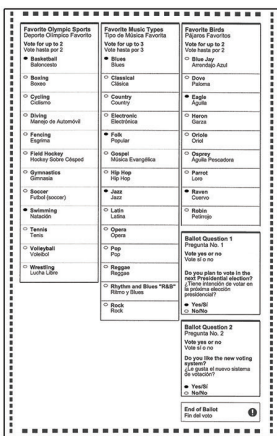 Favorite Olympic Sports
Deporte Olímpico Favorito
Vote for up to 2
Vote hasta por 2
Basketball
Baloncesto
Boxing
Boxeo
Cycling
Ciclismo
Diving
Manejo de Automóvil
Fencing
Esgrima
Field Hockey
Hockey Sobre Césped
Gymnastics
Gimnasia
Soccer
Futbol (soccer)
Swimming
Natación
Tennis
Tenis
Volleyball
Voleibol
Wrestling
Lucha Libre
Favorite Music Types
Tipo de Música Favorita
Vote for up to 3
Vote hasta por 3
Blues
Blues
Classical
Clásica
Country
Country
Electronic
Electrónica
Folk
Popular
Gospel
Música Evangélica
Hip Hop
Hip Hop
Jazz
Jazz
Latin
Latina
Opera
Opera
Pop
Pop
Reggae
Reggae
Rhythm and Blues "R&B"
Ritmo y Blues
Rock
Rock
Favorite Birds
Pájaros Favoritos
Vote for up to 2
Vote hasta por 2
Blue Jay
Arrendajo Azul
Dove
Paloma
Eagle
Águila
Heron
Garza
Oriole
Oriol
Osprey
Águila Pescadora
Parrot
Loro
Raven
Cuervo
Robin
Petirrojo
Ballot Question 1
Pregunta No. 1
Vote yes or no
Vote sí o no
Do you plan to vote in the
next Presidential election?
¿Tiene intención de votar en
la próxima elección
presidencial?
Yes/Sí
No/No
Ballot Question 2
Pregunta No. 2
Vote yes or no
Vote sí o no
Do you like the new voting
system?
¿Le gusta el nuevo sistema
de votación?
Yes/Sí
No/No
End of Ballot
Fin del voto